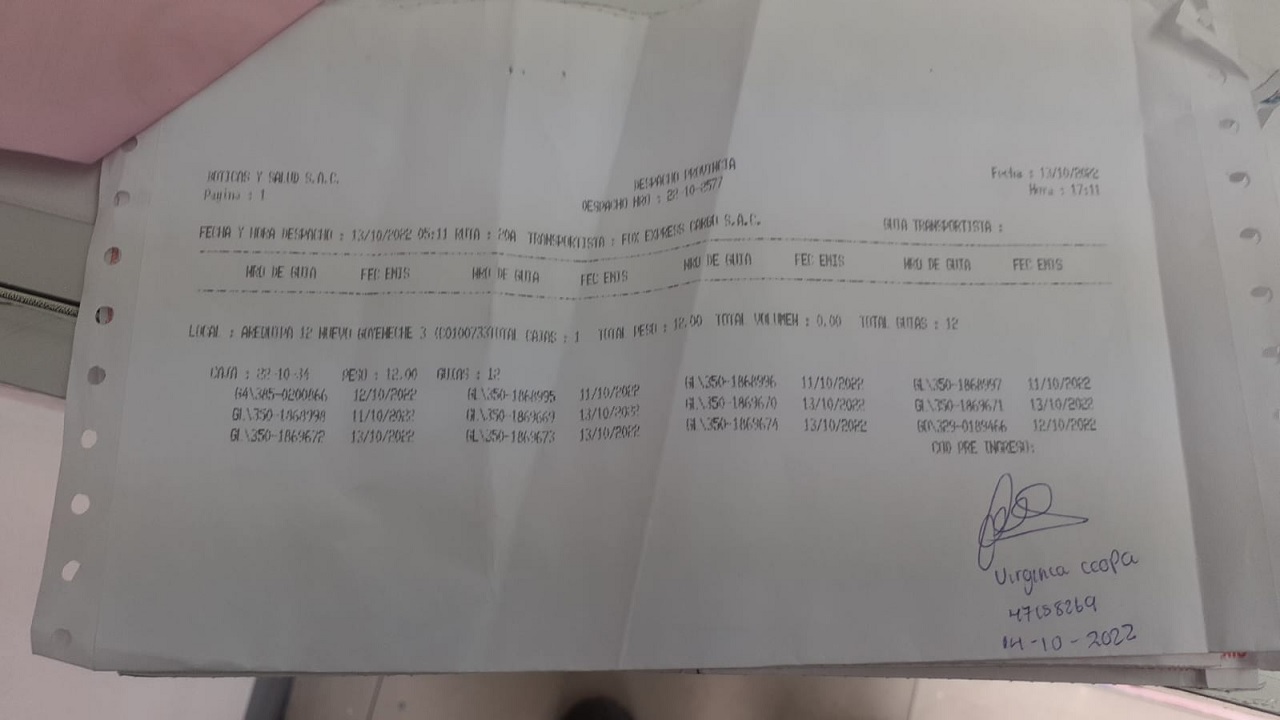 BOTICAS Y SALUD S.A.C. DESPACHO PROVINCIA Fecha : 13/10/2022
Pagina : 1 DESPACHO NRO : 22-10-2577 Hora : 17:11
FECHA Y HORA DESPACHO : 13/10/2022 05:11 RUTA : 20A TRANSPORTISTA : FOX EXPRESS CARGO S.A.C. GUIA TRANSPORTISTA :
NRO DE GUIA FEC EMIS NRO DE GUIA FEC EMIS NRO DE GUIA FEC EMIS NRO DE GUIA FEC EMIS
LOCAL : AREQUIPA 12 NUEVO GOYENECHE 3 (C0100733TOTAL CAJAS : 1 TOTAL PESO : 12.00 TOTAL VOLUMEN : 0.00 TOTAL GUIAS : 12
CAJA : 22-10-34 PESO : 12.00 GUIAS : 12
G4\385-0200866 12/10/2022 GL\350-1868995 11/10/2022 GL\350-1868996 11/10/2022 GL\350-1868997 11/10/2022
GL\350-1868998 11/10/2022 GL\350-1869669 13/10/2022 GL\350-1869670 13/10/2022 GL\350-1869671 13/10/2022
GL\350-1869672 13/10/2022 GL\350-1869673 13/10/2022 GL\350-1869674 13/10/2022 GO\329-0189466 12/10/2022
COD PRE INGRESO:
Virginia ccopa
14-10-2022